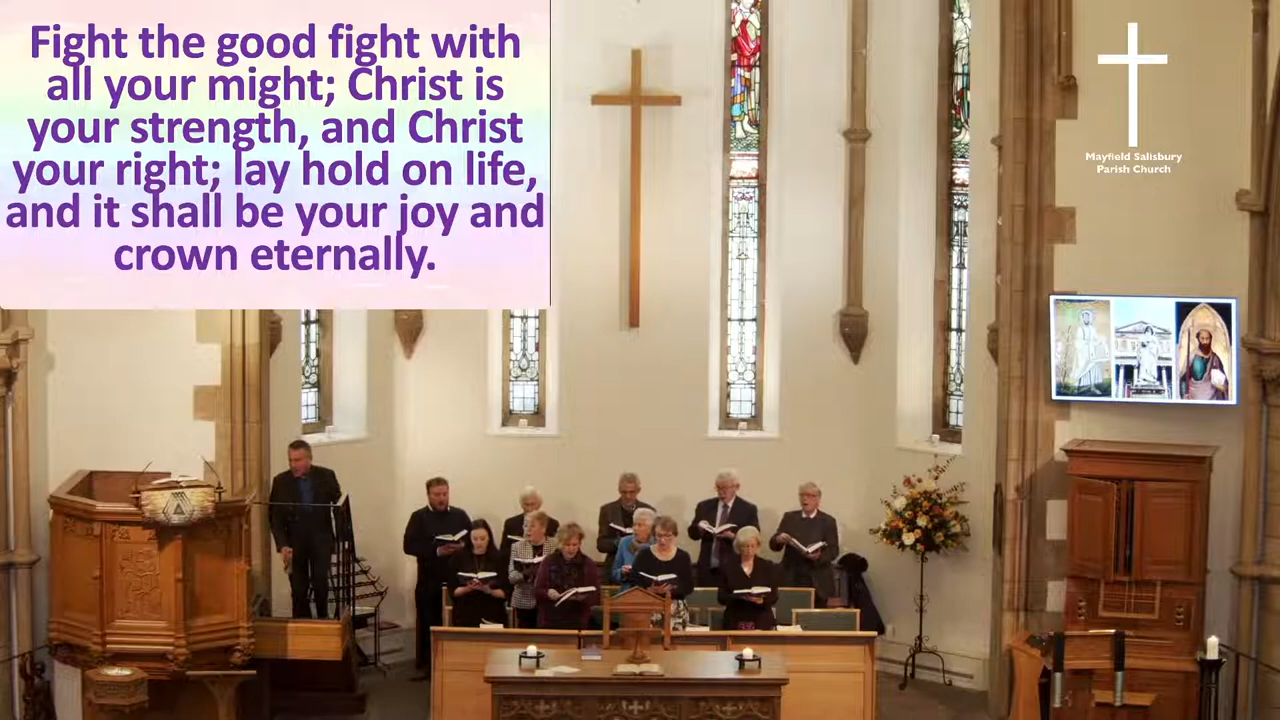 Fight the good fight with
all your might; Christ is
your strength, and Christ
your right; lay hold on life,
and it shall be your joy and
crown eternally.
Mayfield Salisbury
Parish Church